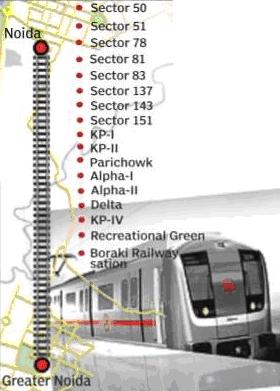 Sector 50
Sector 51
Noida
Sector 78
Sector 81
Sector 83
Sector 137
Sector 143
Sector 151
KP-I
KP-II
Parichowk
Alpha-I
Alpha-II
Delta
KP-IV
Recreational Green
Boraki Railway
sation
Greater Noida